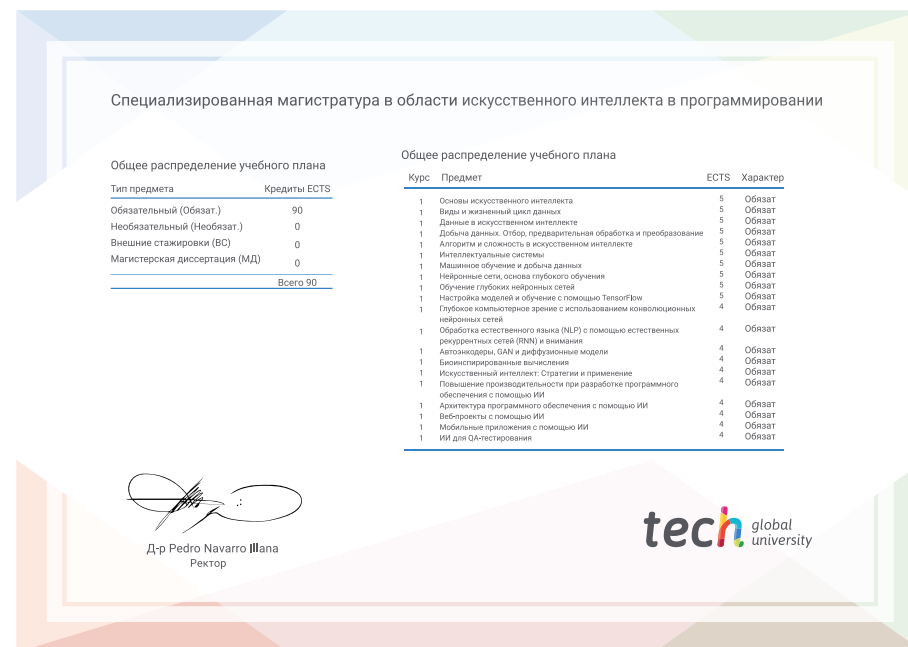 Специализированная магистратура в области искусственного интеллекта в программировании
Общее распределение учебного плана
Тип предмета Кредиты ECTS
Обязательный (Обязат.) 90
Необязательный (Необязат.) 0
Внешние стажировки (ВС) 0
Магистерская диссертация (МД) 0
Всего 90
Общее распределение учебного плана
Курс Предмет ECTS Характер
1 Основы искусственного интеллекта 5 Обязат
1 Виды и жизненный цикл данных 5 Обязат
1 Данные в искусственном интеллекте 5 Обязат
1 Добыча данных. Отбор, предварительная обработка и преобразование 5 Обязат
1 Алгоритм и сложность в искусственном интеллекте 5 Обязат
1 Интеллектуальные системы 5 Обязат
1 Машинное обучение и добыча данных 5 Обязат
1 Нейронные сети, основа глубокого обучения 5 Обязат
1 Обучение глубоких нейронных сетей 5 Обязат
1 Настройка моделей и обучение с помощью TensorFlow 5 Обязат
1 Глубокое компьютерное зрение с использованием конволюционных 4 Обязат
нейронных сетей
1 Обработка естественного языка (NLP) с помощью естественных 4 Обязат
рекуррентных сетей (RNN) и внимания
1 Автоэнкодеры, GAN и диффузионные модели 4 Обязат
1 Биоинспирированные вычисления 4 Обязат
1 Искусственный интеллект: Стратегии и применение 4 Обязат
1 Повышение производительности при разработке программного 4 Обязат
обеспечения с помощью ИИ
1 Архитектура программного обеспечения с помощью ИИ 4 Обязат
1 Веб-проекты с помощью ИИ 4 Обязат
1 Мобильные приложения с помощью ИИ 4 Обязат
1 ИИ для QA-тестирования 4 Обязат
Д-р Pedro Navarro Illana
Ректор
tech global
university